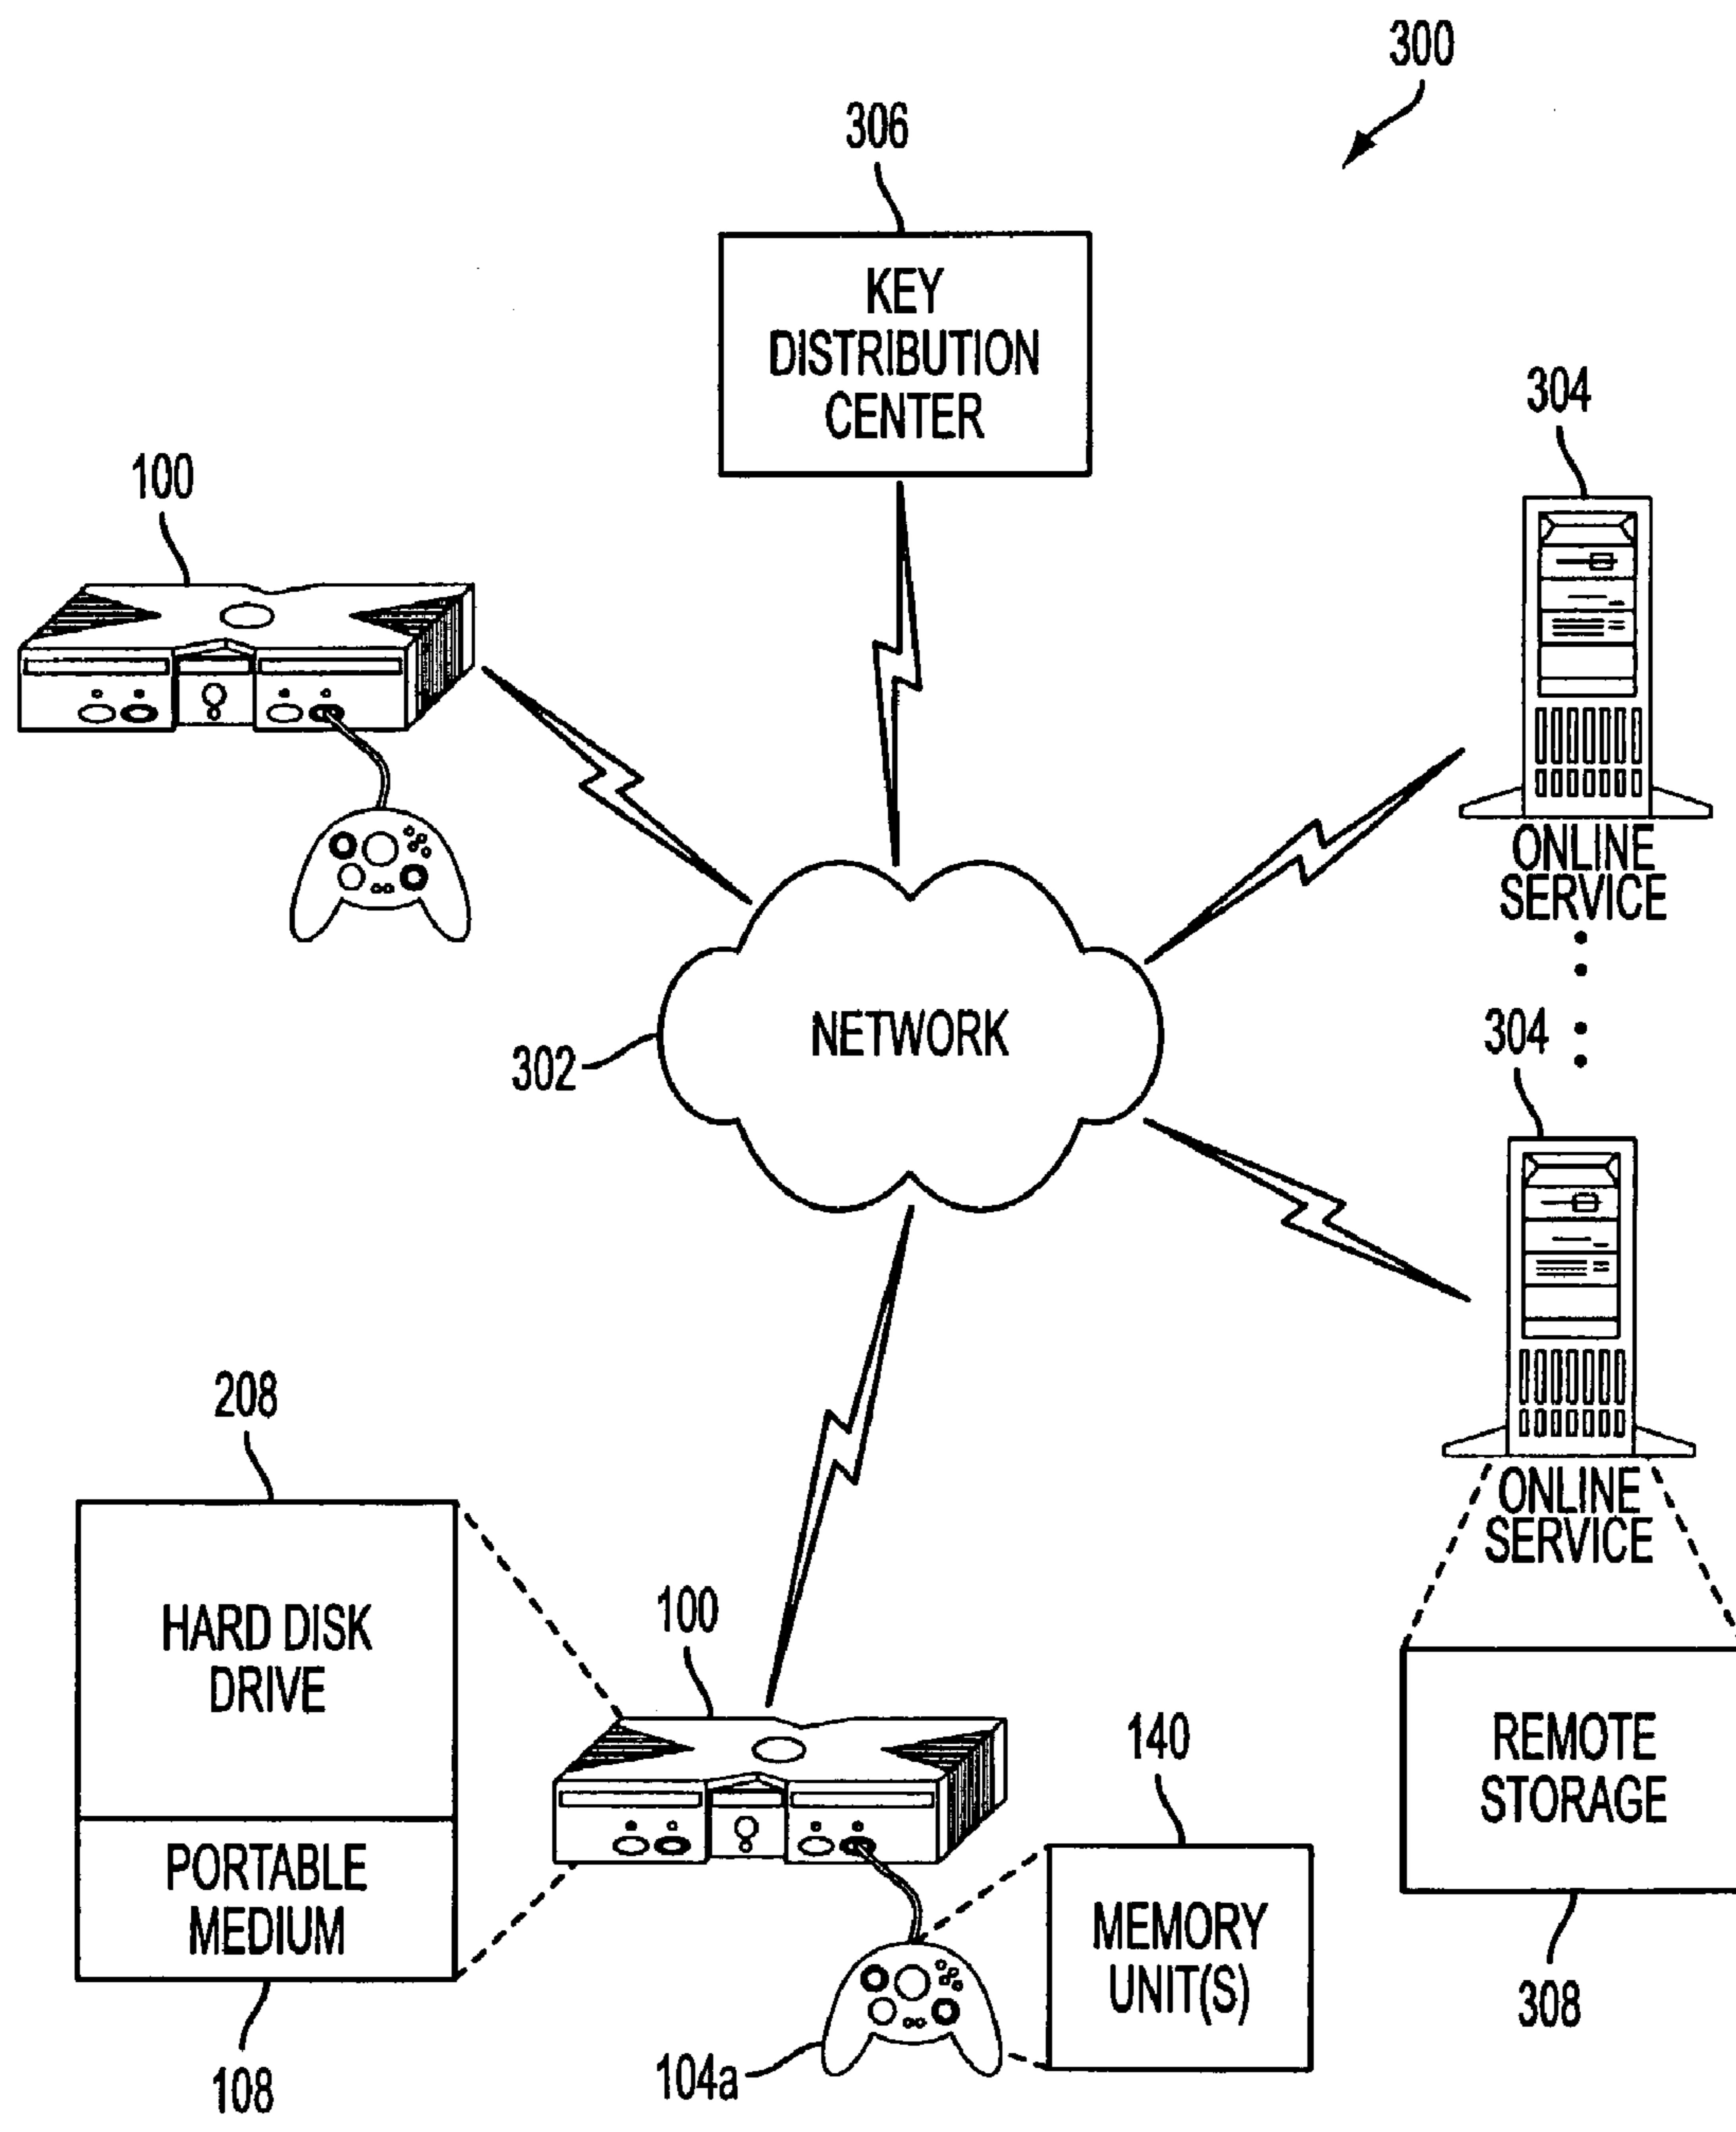 300
306
KEY
DISTRIBUTION
CENTER
304
100
ONLINE
SERVICE
NETWORK
302
304
208
ONLINE
SERVICE
HARD DISK
DRIVE
100
140
REMOTE
STORAGE
PORTABLE
MEDIUM
MEMORY
UNIT(S)
308
104a
108